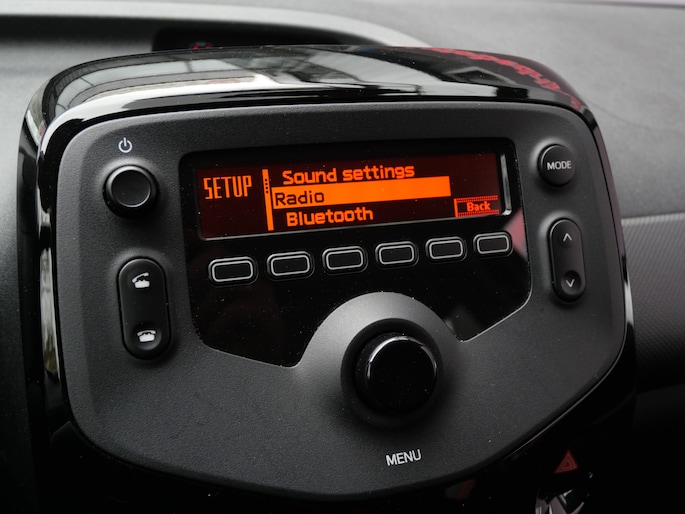 Sound settings
SETUP
Radio
Bluetooth
Back
MODE
MENU